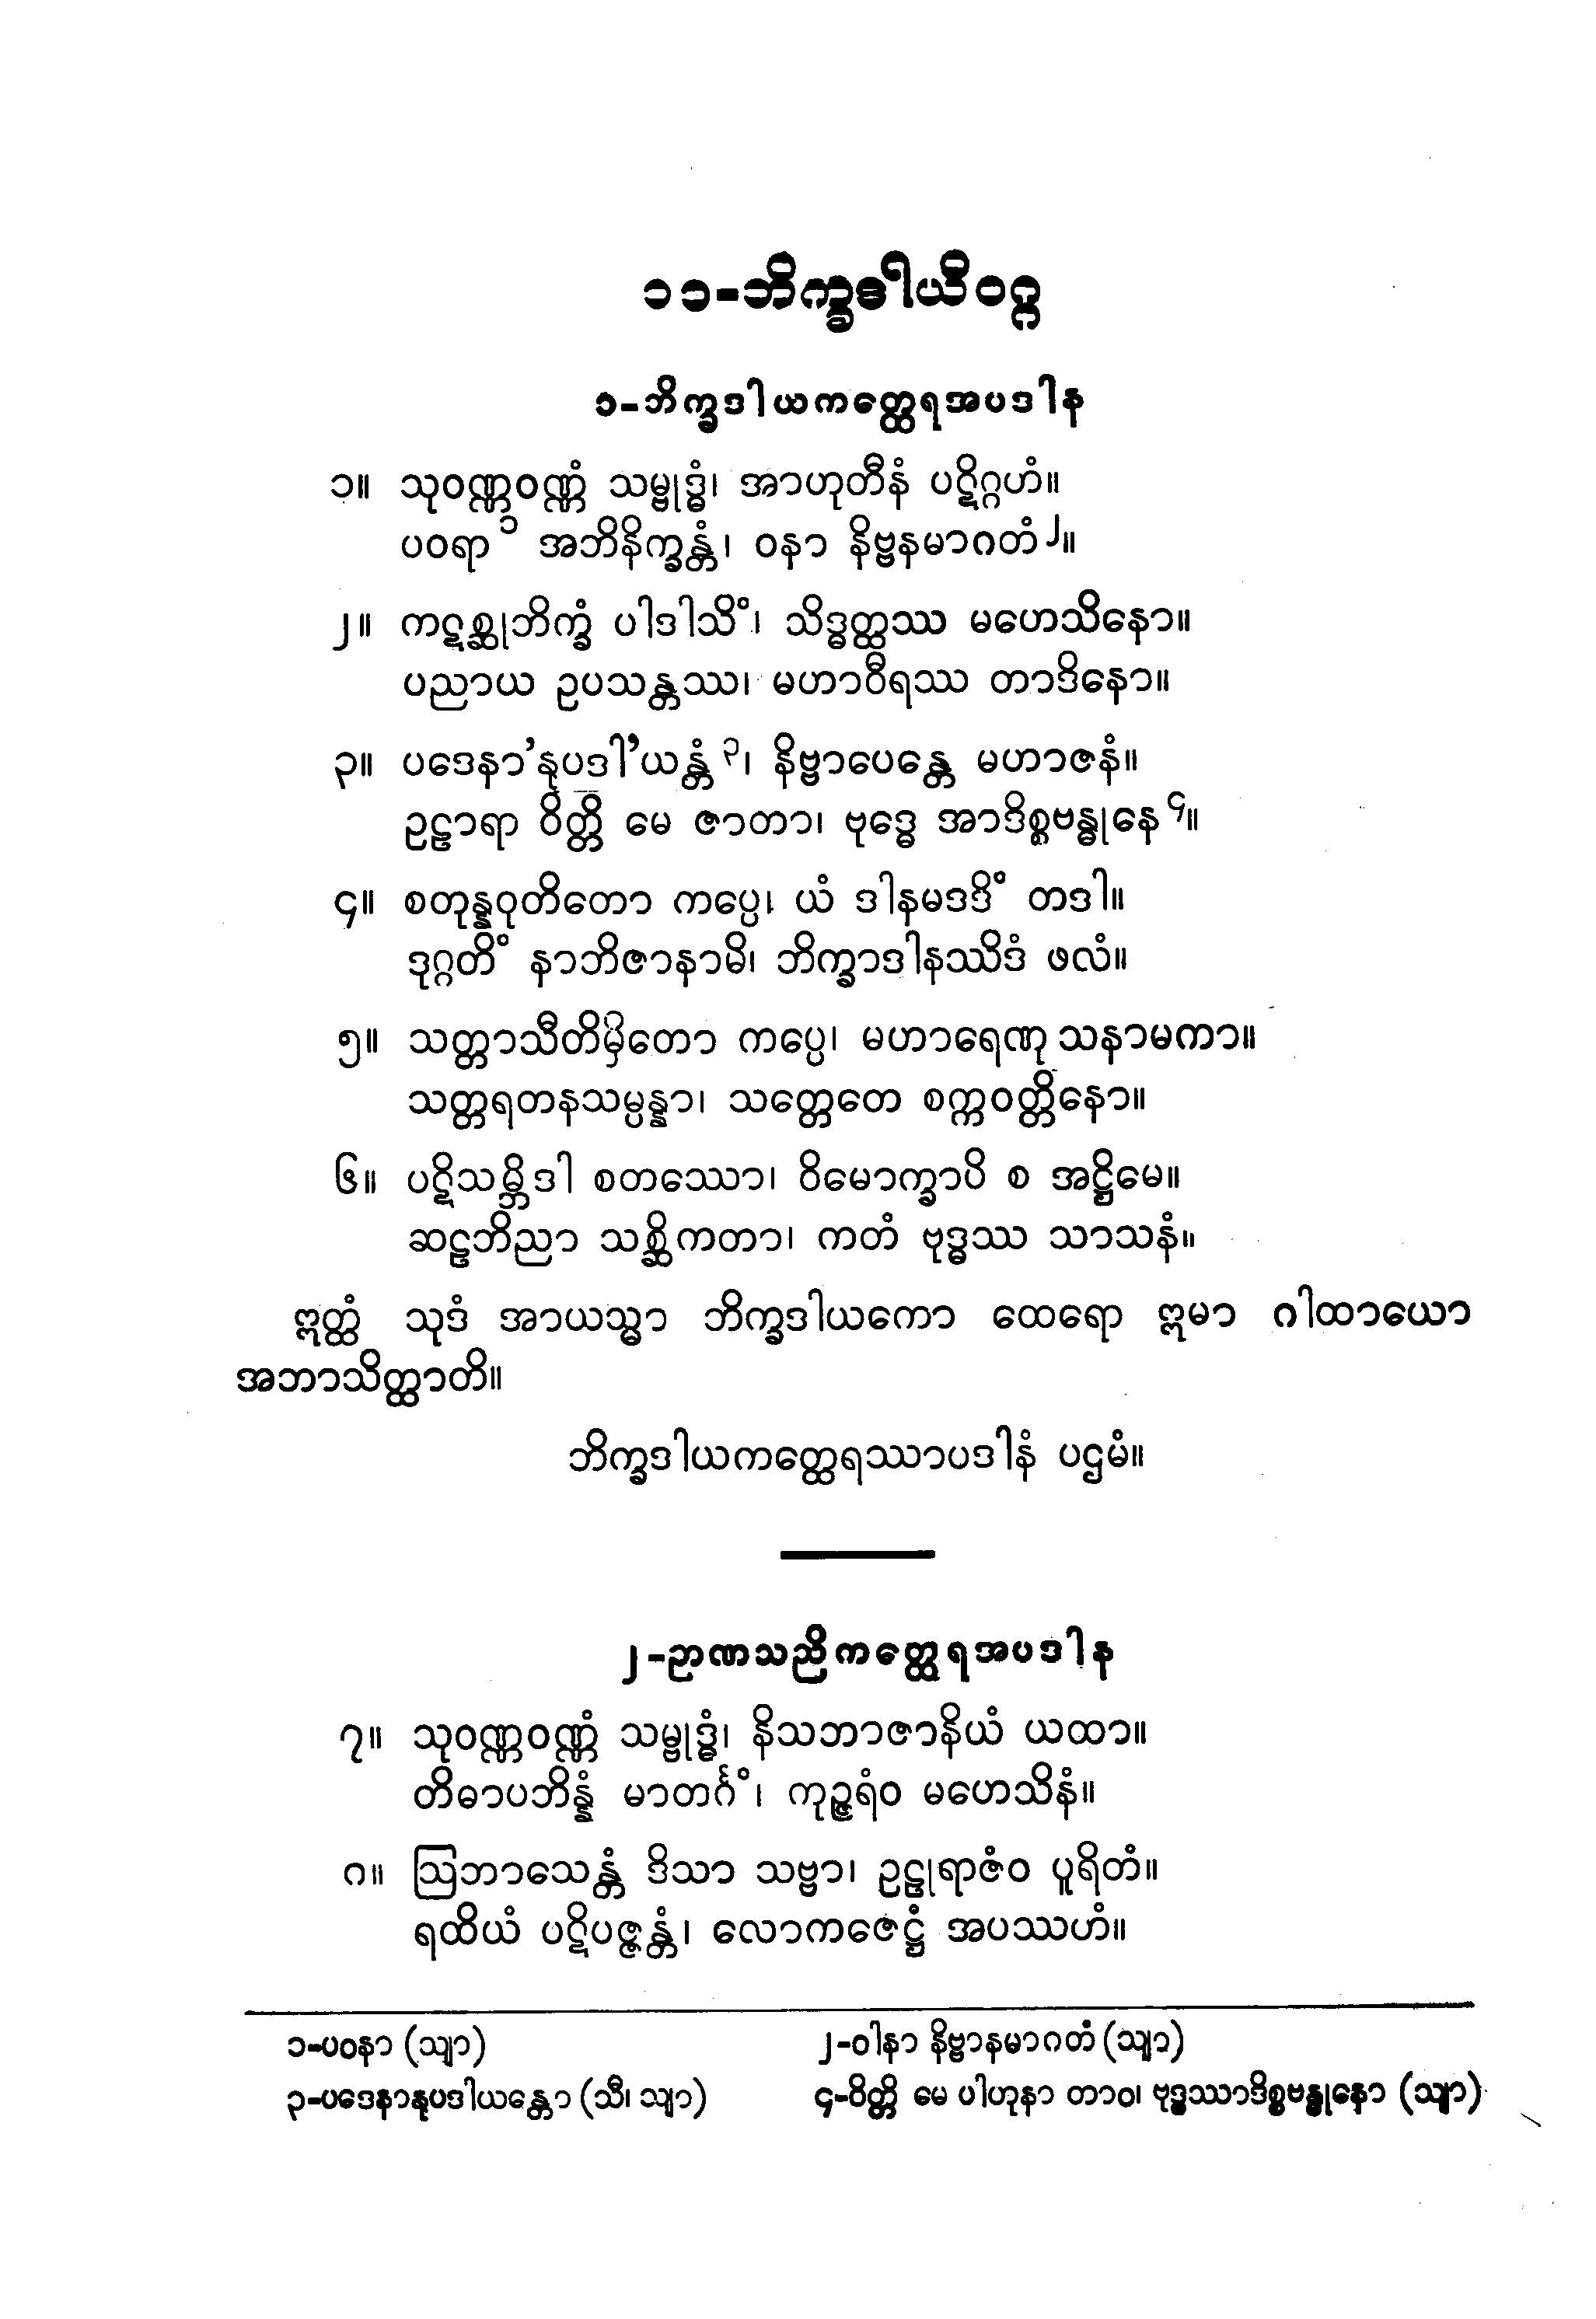 ၁၁-ဘိက္ခဒါယိဝဂ္ဂ
၁-ဘိက္ခဒါယကတ္ထေရအပဒါန
၁။ သုဝဏ္ဏဝဏ္ဏံ သမ္ဗုဒ္ဓံ၊ အာဟုတီနံ ပဋိဂ္ဂဟံ။
ပဝရာ ၁ အဘိနိက္ခန္တံ၊ ဝနာ နိဗ္ဗနမာဂတံ ၂။
၂။ ကဋစ္ဆုဘိက္ခံ ပါဒါသိံ၊ သိဒ္ဓတ္ထဿ မဟေသိနော။
ပညာယ ဥပသန္တဿ၊ မဟာဝီရဿ တာဒိနော။
၃။ ပဒေနာ’နုပဒါ’ယန္တံ ၃၊ နိဗ္ဗာပေန္တေ မဟာဇနံ။
ဥဠာရာ ဝိတ္တိ မေ ဇာတာ၊ ဗုဒ္ဓေ အာဒိစ္စဗန္ဓုနေ ၄။
၄။ စတုန္နဝုတိတော ကပ္ပေ၊ ယံ ဒါနမဒဒိံ တဒါ။
ဒုဂ္ဂတိံ နာဘိဇာနာမိ၊ ဘိက္ခာဒါနဿိဒံ ဖလံ။
၅။ သတ္တာသီတိမှိတော ကပ္ပေ၊ မဟာရေဏု သနာမကာ။
သတ္တရတနသမ္ပန္နာ၊ သတ္တေတေ စက္ကဝတ္တိနော။
၆။ ပဋိသမ္ဘိဒါ စတဿော၊ ဝိမောက္ခာပိ စ အဋ္ဌိမေ။
ဆဠဘိညာ သစ္ဆိကတာ၊ ကတံ ဗုဒ္ဓဿ သာသနံ။
ဣတ္ထံ သုဒံ အာယသ္မာ ဘိက္ခဒါယကော ထေရော ဣမာ ဂါထာယော
အဘာသိတ္ထာတိ။
ဘိက္ခဒါယကတ္ထေရဿာပဒါနံ ပဌမံ။
၂-ဉာဏသညိကတ္ထေရအပဒါန
၇။ သုဝဏ္ဏဝဏ္ဏံ သမ္ဗုဒ္ဓံ၊ နိသဘာဇာနိယံ ယထာ။
တိဓာပဘိန္နံ မာတင်္ဂံ၊ ကုဉ္ဇရံဝ မဟေသိနံ။
၈။ ဩဘာသေန္တံ ဒိသာ သဗ္ဗာ၊ ဥဠုရာဇံဝ ပူရိတံ။
ရထိယံ ပဋိပဇ္ဇန္တံ၊ လောကဇေဋ္ဌံ အပဿဟံ။
၁-ပဝနာ (သျာ)
၂-ဝါနာ နိဗ္ဗာနမာဂတံ (သျာ)
၃-ပဒေနာနုပဒါယန္တော (သီ၊ သျာ)
၄-ဝိတ္တိ မေ ပါဟုနာ တာဝ၊ ဗုဒ္ဓဿာဒိစ္စဗန္ဓုနော (သျာ)